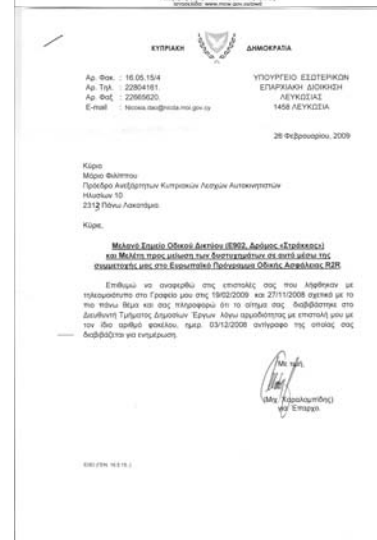 ΚΥΠΡΙΑΚΗ ΔΗΜΟΚΡΑΤΙΑ
Αρ. Φακ. : 16.05.15/4
Αρ. Τηλ. : 22804161.
Αρ. Φαξ : 22665620.
E-mail :
ΥΠΟΥΡΓΕΙΟ ΕΣΩΤΕΡΙΚΩΝ
ΕΠΑΡΧΙΑΚΗ ΔΙΟΙΚΗΣΗ
ΛΕΥΚΩΣΙΑΣ
1458 ΛΕΥΚΩΣΙΑ
26 Φεβρουαρίου, 2009
Κύριο
Μάριο Φιλίππου
Πρόεδρο Ανεξάρτητων Κυπριακών Λεσχών Αυτοκινητιστών
Ηλυσίων 10
Πάνω Λακατάμια.
Κύριε,
Μελανό Σημείο Οδικού Δικτύου (Ε902, Δρόμος «Στράκκας»)
και Μελέτη προς μείωση των δυστυχημάτων σε αυτό μέσω της
συμμετοχής μας στο Ευρωπαϊκό Πρόγραμμα Οδικής Ασφάλειας R2R
Επιθυμώ να αναφερθώ στις επιστολές σας που λήφθηκαν με
τηλεομοιότυπο στο Γραφείο μου στις 19/02/2009 και 27/11/2008 σχετικά με το
πιο πάνω θέμα και σας πληροφορώ ότι το αίτημα σας διαβιβάστηκε στο
Διευθυντή Τμήματος Δημοσίων Έργων λόγω αρμοδιότητας με επιστολή μου με
τον ίδιο αριθμό φακέλου, ημερ. 03/12/2008 αντίγραφο της οποίας σας
διαβιβάζεται για ενημέρωση.
Με τιμή,
(Μιχ. Χαραλαμπίδης)
για Έπαρχο.